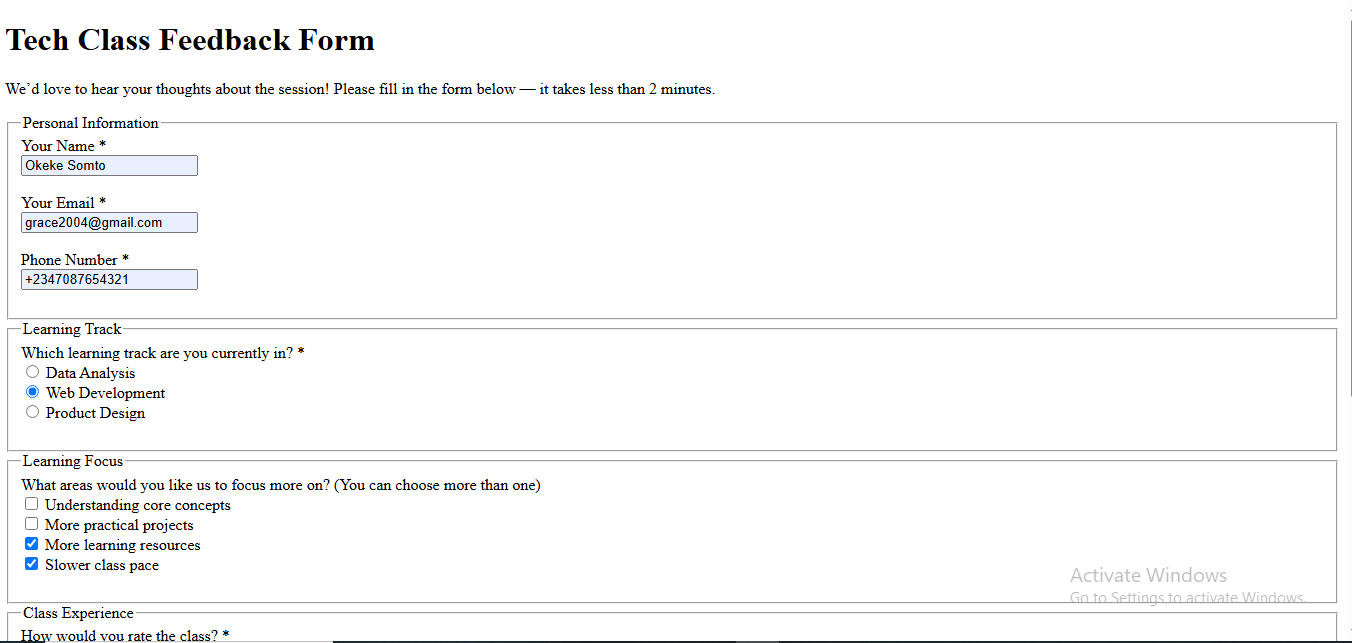 Tech Class Feedback Form
We’d love to hear your thoughts about the session! Please fill in the form below — it takes less than 2 minutes.
Personal Information
Your Name *
Okeke Somto
Your Email *
grace2004@gmail.com
Phone Number *
+2347087654321
Learning Track
Which learning track are you currently in? *
Data Analysis
Web Development
Product Design
Learning Focus
What areas would you like us to focus more on? (You can choose more than one)
Understanding core concepts
More practical projects
More learning resources
Slower class pace
Activate Windows
Go to Settings to activate Windows.
Class Experience
How would you rate the class? *